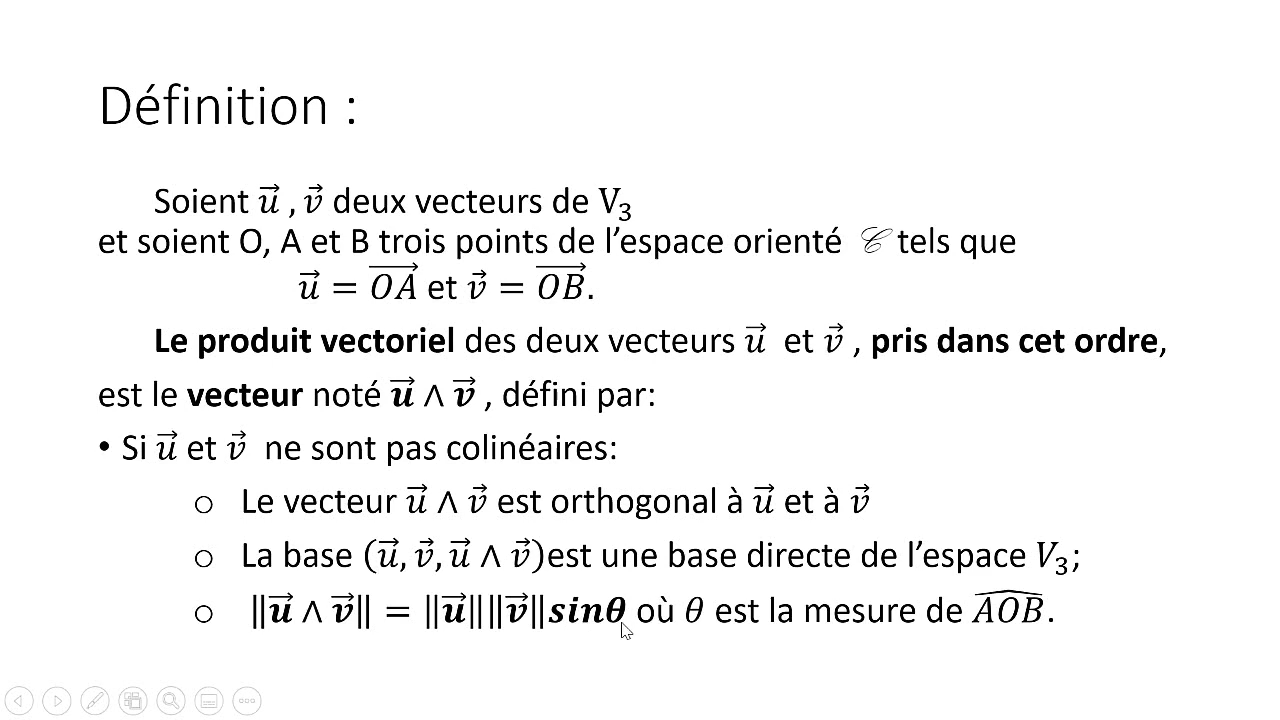 Définition :
Soient u⃗ , v⃗ deux vecteurs de V₃
et soient O, A et B trois points de l’espace orienté 𝒞 tels que
u⃗ = OA⃗ et v⃗ = OB⃗.
Le produit vectoriel des deux vecteurs u⃗ et v⃗ , pris dans cet ordre,
est le vecteur noté u⃗ ∧ v⃗ , défini par:
• Si u⃗ et v⃗ ne sont pas colinéaires:
o Le vecteur u⃗ ∧ v⃗ est orthogonal à u⃗ et à v⃗
o La base (u⃗, v⃗, u⃗ ∧ v⃗)est une base directe de l’espace V₃;
o ‖u⃗ ∧ v⃗‖ = ‖u⃗‖‖v⃗‖sinθ où θ est la mesure de AOB̂.